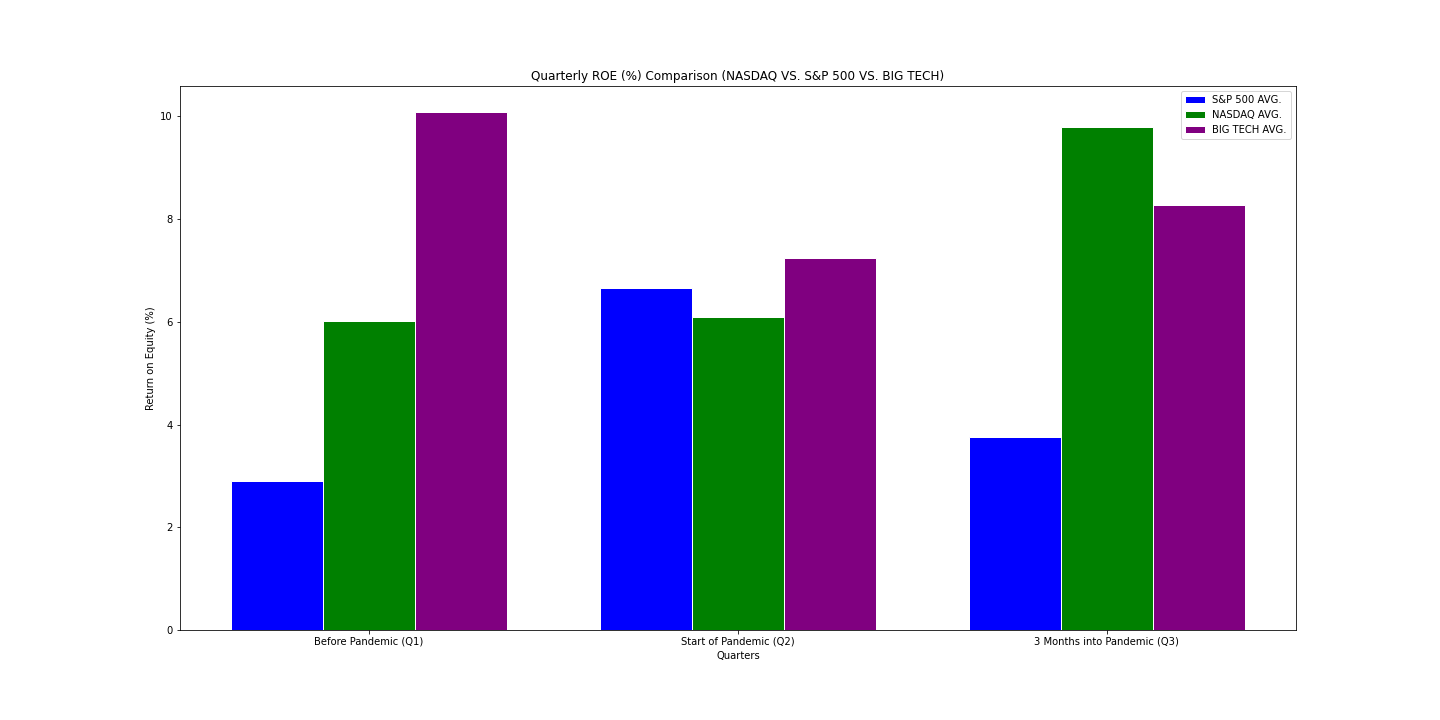 Quarterly ROE (%) Comparison (NASDAQ VS. S&P 500 VS. BIG TECH)
S&P 500 AVG.
NASDAQ AVG.
BIG TECH AVG.
Return on Equity (%)
10
8
6
4
2
0
Before Pandemic (Q1)
Start of Pandemic (Q2)
3 Months into Pandemic (Q3)
Quarters